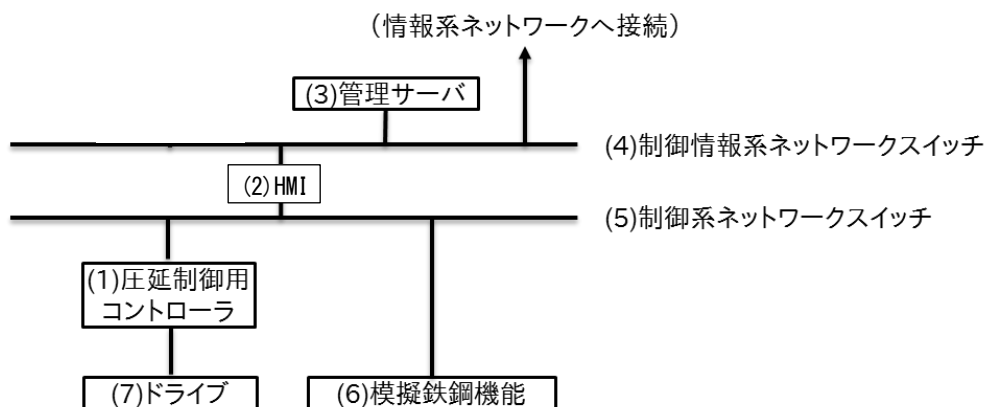 (情報系ネットワークへ接続)
(3)管理サーバ
(4)制御情報系ネットワークスイッチ
(2)HMI
(5)制御系ネットワークスイッチ
(1)圧延制御用
コントローラ
(7)ドライブ
(6)模擬鉄鋼機能